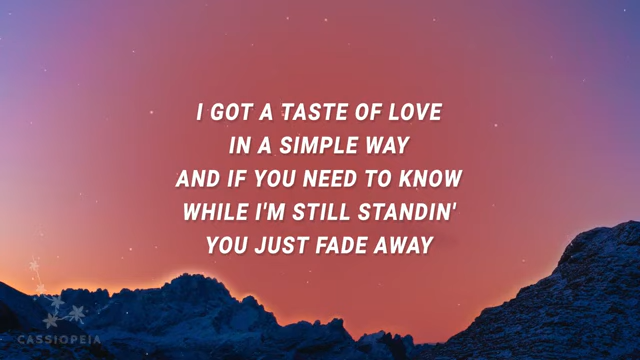 I GOT A TASTE OF LOVE
IN A SIMPLE WAY
AND IF YOU NEED TO KNOW
WHILE I'M STILL STANDIN'
YOU JUST FADE AWAY
CASSIOPEIA